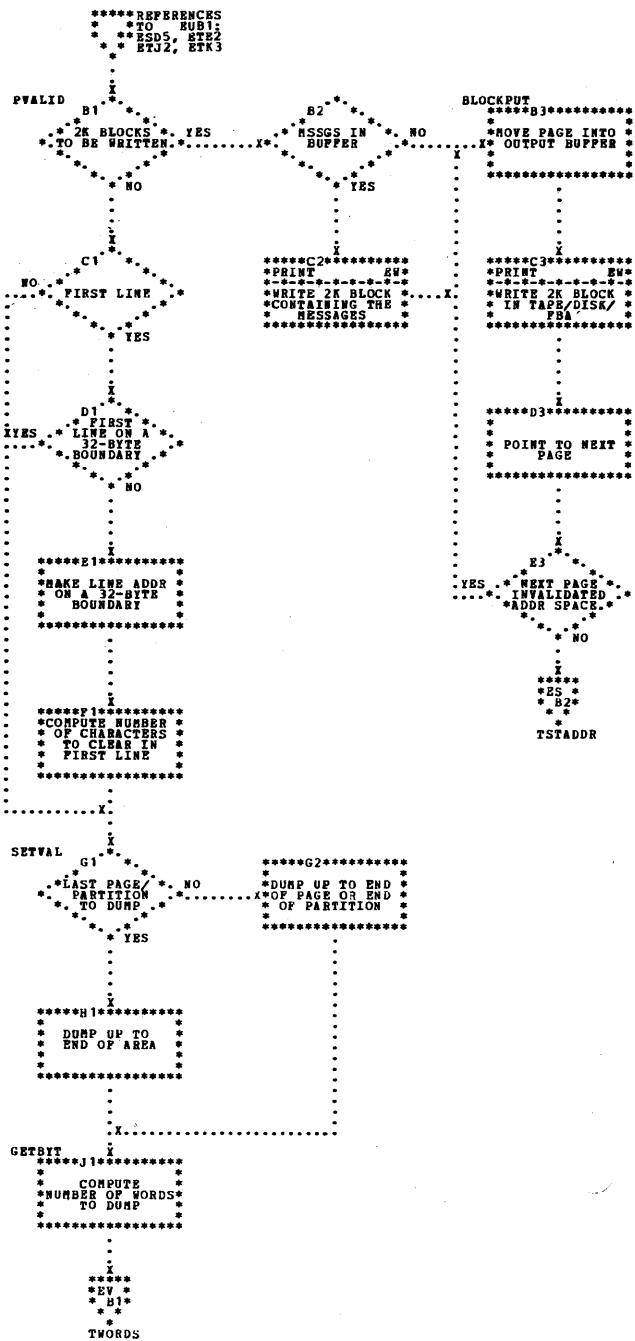 REFERENCES
TO EUB1:
ESD5, ETE2
ETJ2, ETK3
PVALID
B1
2K BLOCKS
TO BE WRITTEN
YES
NO
B2
MSSGS IN
BUFFER
NO
YES
BLOCKPUT
B3
MOVE PAGE INTO
OUTPUT BUFFER
C1
NO
FIRST LINE
YES
C2
PRINT EW
WRITE 2K BLOCK
CONTAINING THE
MESSAGES
C3
PRINT EW
WRITE 2K BLOCK
IN TAPE/DISK/
FBA
D1
FIRST
LINE ON A
32-BYTE
BOUNDARY
XYES
NO
D3
POINT TO NEXT
PAGE
E1
MAKE LINE ADDR
ON A 32-BYTE
BOUNDARY
E3
NEXT PAGE
INVALIDATED
ADDR SPACE
YES
NO
ES
B2
TSTADDR
F1
COMPUTE NUMBER
OF CHARACTERS
TO CLEAR IN
FIRST LINE
SETVAL
G1
LAST PAGE/
PARTITION
TO DUMP
NO
YES
G2
DUMP UP TO END
OF PAGE OR END
OF PARTITION
H1
DUMP UP TO
END OF AREA
GETBYT
J1
COMPUTE
NUMBER OF WORDS
TO DUMP
EV
B1
TWORDS